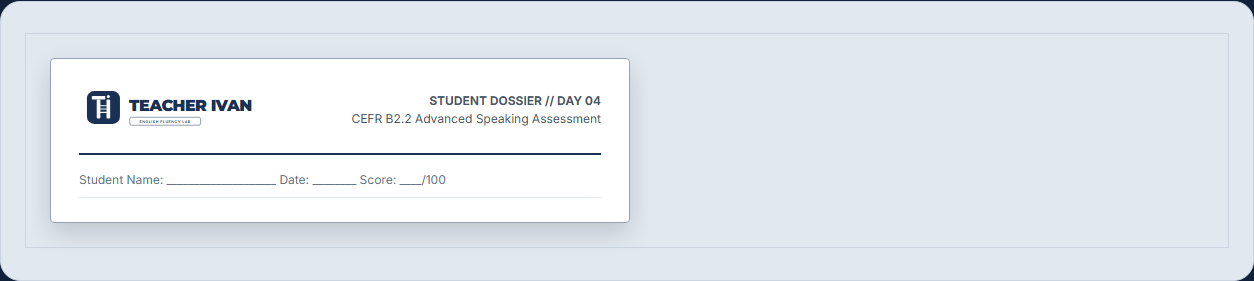 TEACHER IVAN
ENGLISH FLUENCY LAB
STUDENT DOSSIER // DAY 04
CEFR B2.2 Advanced Speaking Assessment
Student Name: __________________ Date: _______ Score: ____/100